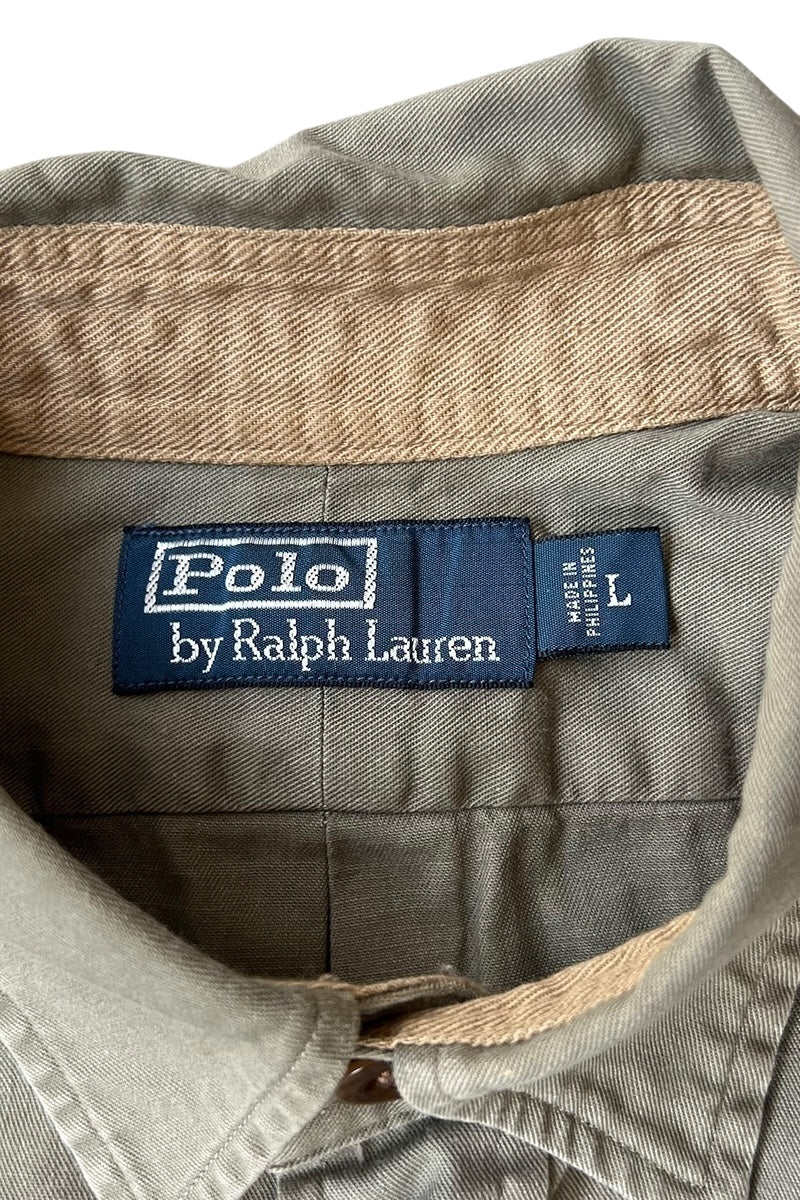 Polo
by Ralph Lauren
MADE IN
PHILIPPINES
L